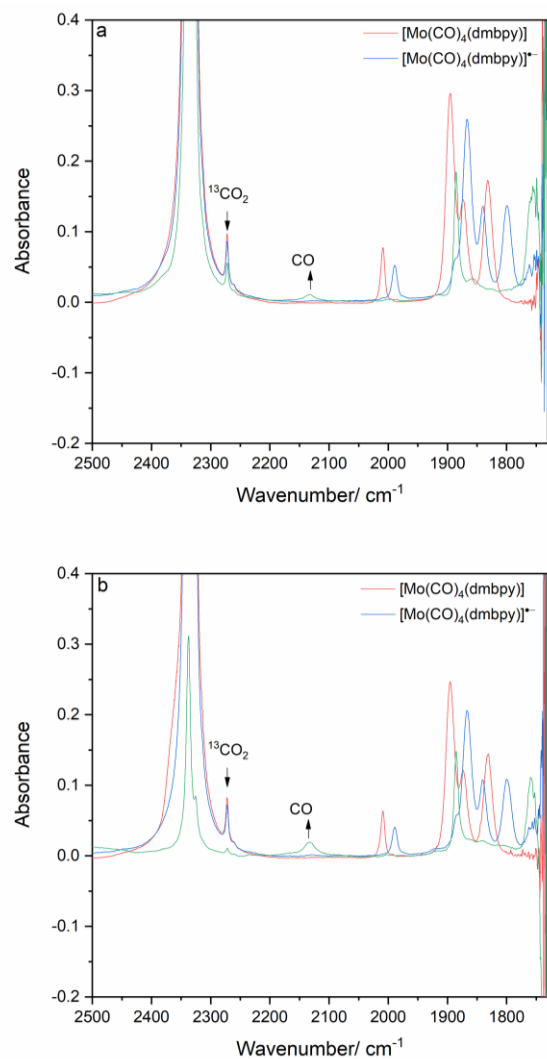 a
[Mo(CO)₄(dmbpy)]
[Mo(CO)₄(dmbpy)]•−
0.4
0.3
0.2
0.1
0.0
-0.1
-0.2
Absorbance
¹³CO₂
CO
2500 2400 2300 2200 2100 2000 1900 1800
Wavenumber/ cm⁻¹
b
[Mo(CO)₄(dmbpy)]
[Mo(CO)₄(dmbpy)]•−
0.4
0.3
0.2
0.1
0.0
-0.1
-0.2
Absorbance
¹³CO₂
CO
2500 2400 2300 2200 2100 2000 1900 1800
Wavenumber/ cm⁻¹